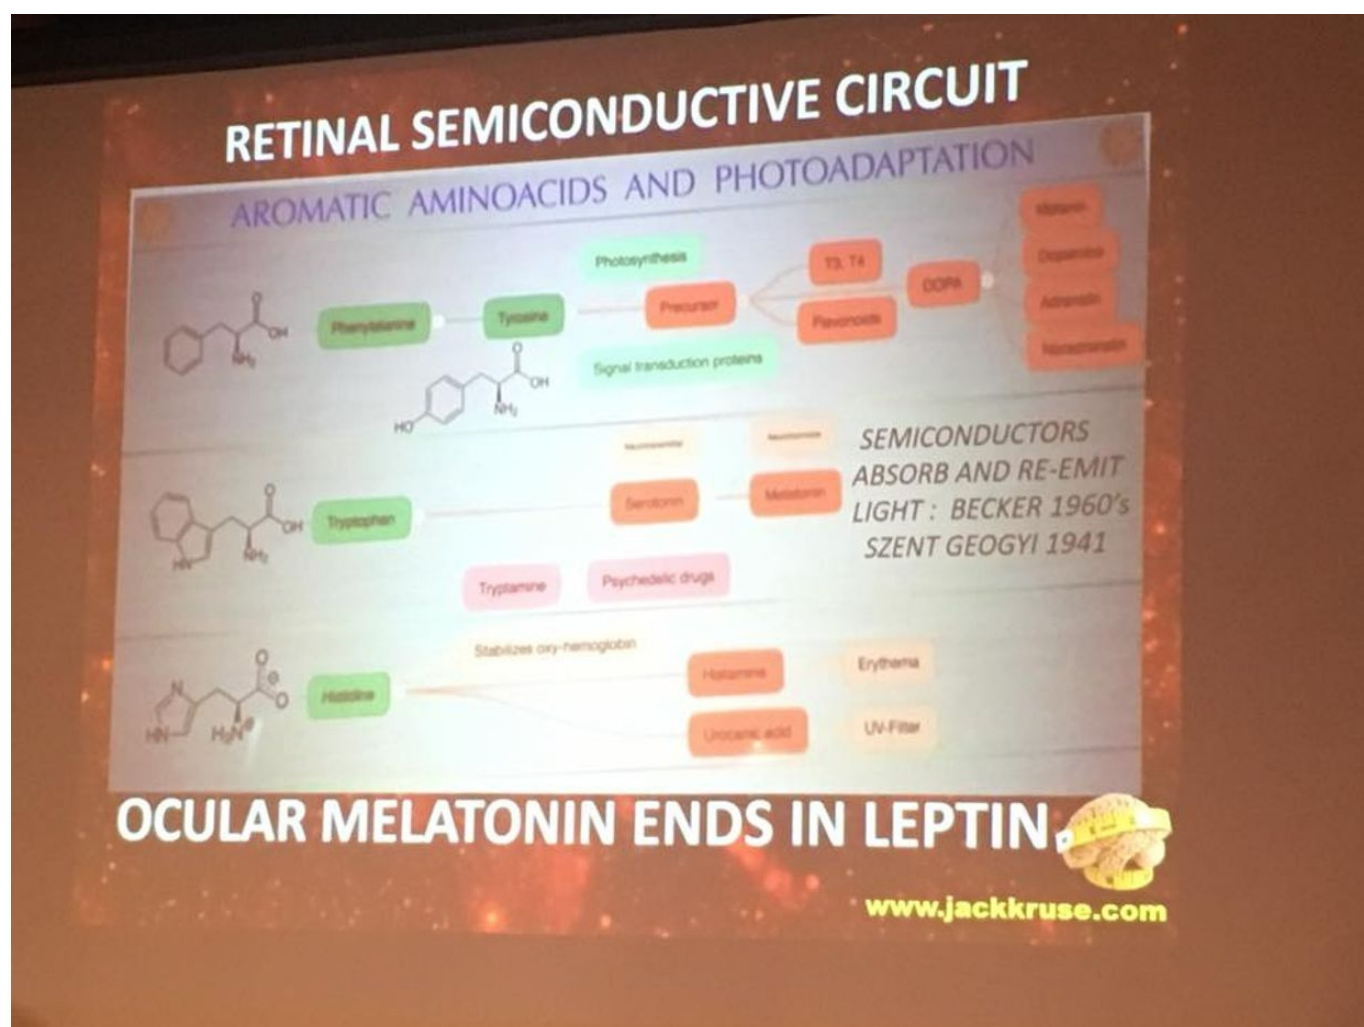 RETINAL SEMICONDUCTIVE CIRCUIT
AROMATIC AMINOACIDS AND PHOTOADAPTATION
Melanin
Photosynthesis
T3, T4
Dopamine
DOPA
Phenylalanine
Tyrosine
Precursor
Adrenalin
Flavonoids
Noradrenalin
Signal transduction proteins
O
OH
NH₂
O
OH
NH₂
HO
SEMICONDUCTORS
ABSORB AND RE-EMIT
LIGHT : BECKER 1960's
SZENT GEOGYI 1941
Tryptophan
Serotonin
Melatonin
O
OH
NH₂
HN
Tryptamine
Psychedelic drugs
Stabilizes oxy-hemoglobin
Histidine
Histamine
Erythema
Urocanic acid
UV-Filter
N
HN
O
O
H₃N
OCULAR MELATONIN ENDS IN LEPTIN.
www.jackkruse.com